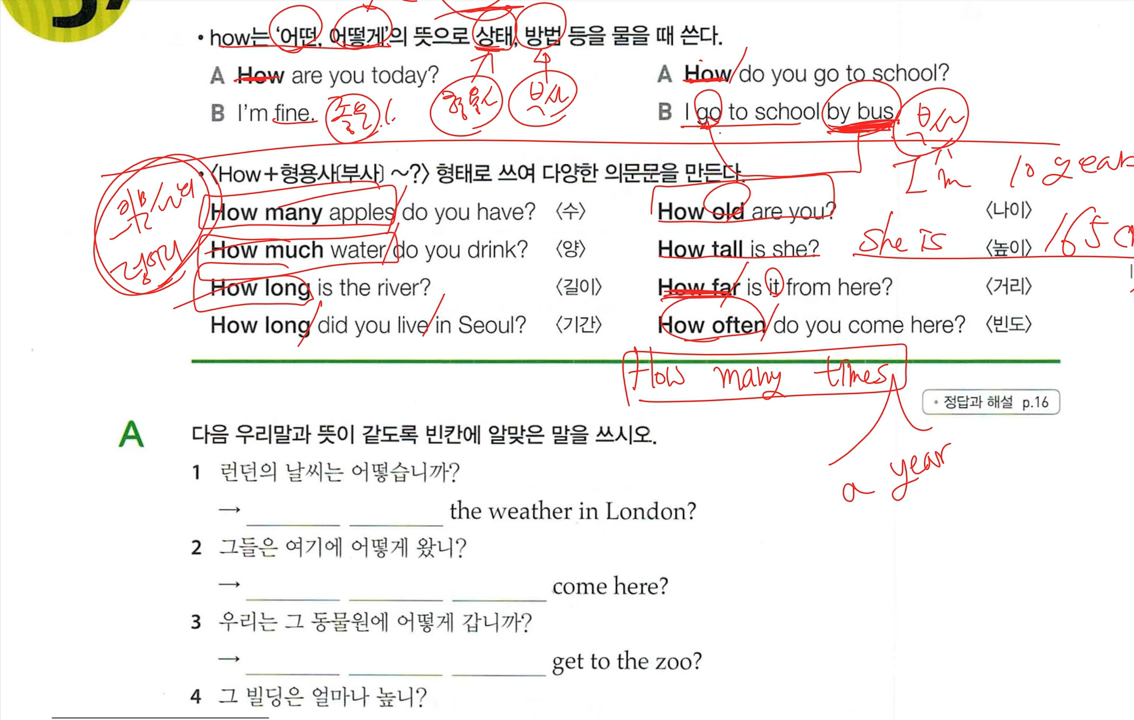 • how는 '어떤, 어떻게'의 뜻으로 상태, 방법 등을 물을 때 쓴다.
A How are you today?
B I'm fine. 좋은
형용사 부사
A How do you go to school?
B I go to school by bus. 부사
• 〈How+형용사[부사] ~?〉 형태로 쓰여 다양한 의문문을 만든다.
I'm 10 years
의문사의
덩어리
How many apples do you have? 〈수〉
How much water do you drink? 〈양〉
How long is the river? 〈길이〉
How long did you live in Seoul? 〈기간〉
How old are you? 〈나이〉
How tall is she? 〈높이〉 she is 165
How far is it from here? 〈거리〉
How often do you come here? 〈빈도〉
How many times
a year
• 정답과 해설 p.16
A 다음 우리말과 뜻이 같도록 빈칸에 알맞은 말을 쓰시오.
1 런던의 날씨는 어떻습니까?
→ ________ ________ the weather in London?
2 그들은 여기에 어떻게 왔니?
→ ________ ________ ________ come here?
3 우리는 그 동물원에 어떻게 갑니까?
→ ________ ________ ________ get to the zoo?
4 그 빌딩은 얼마나 높니?